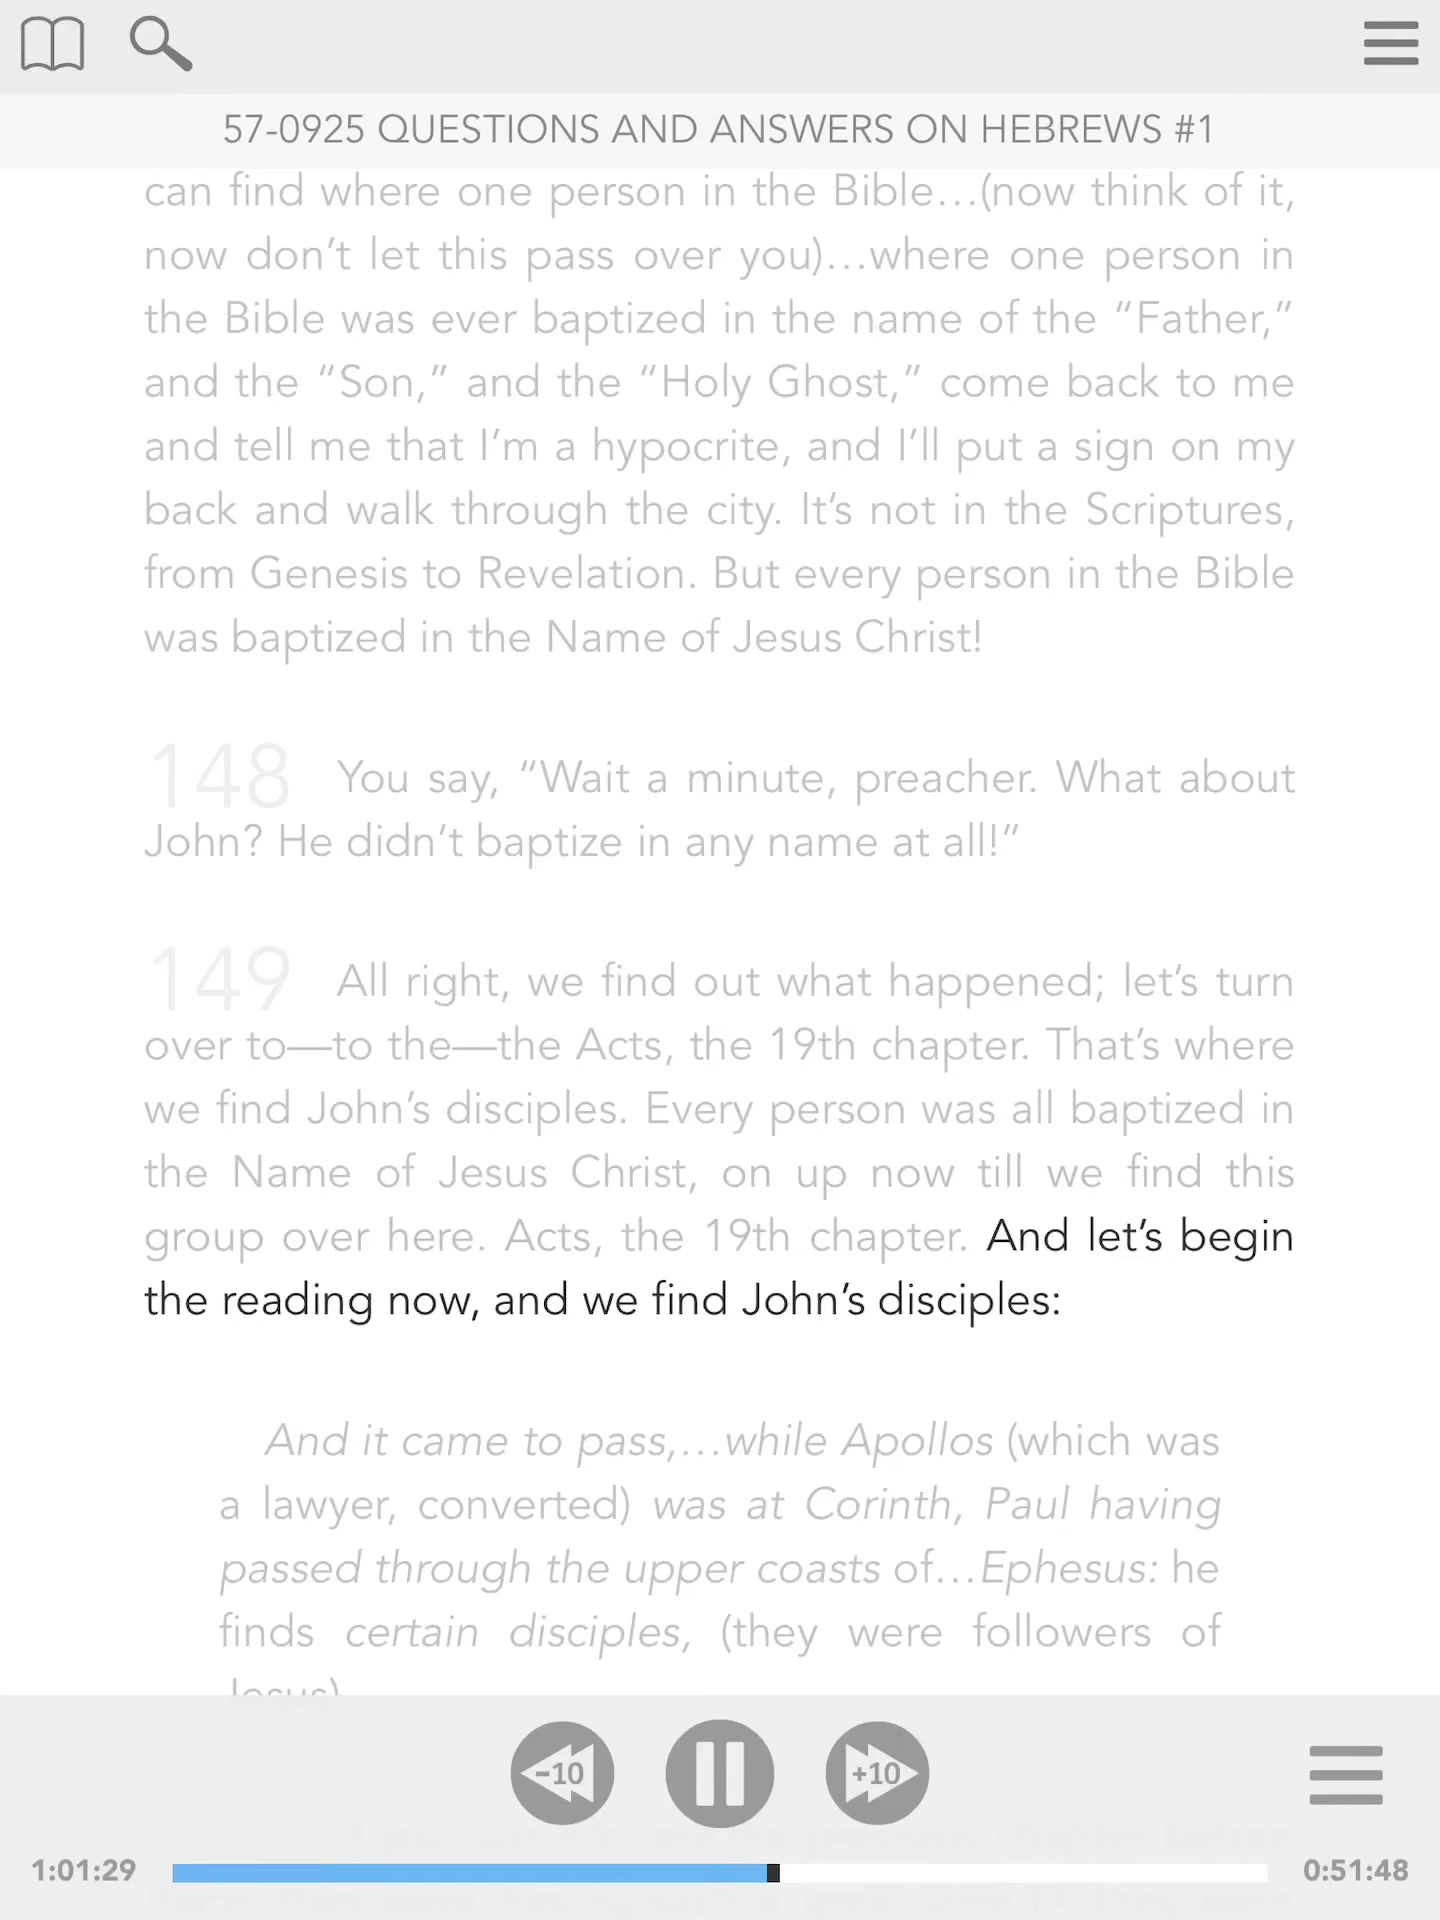 57-0925 QUESTIONS AND ANSWERS ON HEBREWS #1
can find where one person in the Bible…(now think of it,
now don’t let this pass over you)…where one person in
the Bible was ever baptized in the name of the “Father,”
and the “Son,” and the “Holy Ghost,” come back to me
and tell me that I’m a hypocrite, and I’ll put a sign on my
back and walk through the city. It’s not in the Scriptures,
from Genesis to Revelation. But every person in the Bible
was baptized in the Name of Jesus Christ!
148 You say, “Wait a minute, preacher. What about
John? He didn’t baptize in any name at all!”
149 All right, we find out what happened; let’s turn
over to—to the—the Acts, the 19th chapter. That’s where
we find John’s disciples. Every person was all baptized in
the Name of Jesus Christ, on up now till we find this
group over here. Acts, the 19th chapter. And let’s begin
the reading now, and we find John’s disciples:
And it came to pass,…while Apollos (which was
a lawyer, converted) was at Corinth, Paul having
passed through the upper coasts of…Ephesus: he
finds certain disciples, (they were followers of
Jesus)
-10 +10
1:01:29 0:51:48